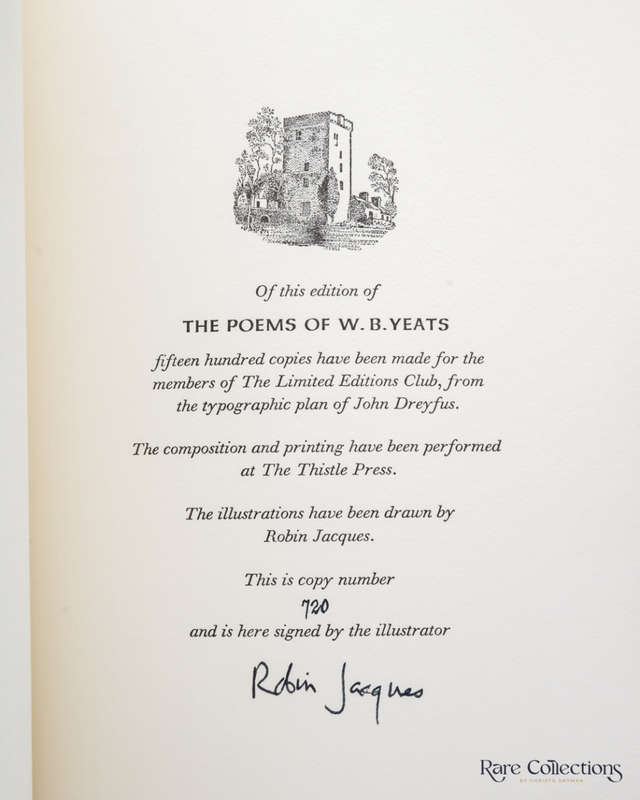 Of this edition of
THE POEMS OF W. B. YEATS
fifteen hundred copies have been made for the
members of The Limited Editions Club, from
the typographic plan of John Dreyfus.
The composition and printing have been performed
at The Thistle Press.
The illustrations have been drawn by
Robin Jacques.
This is copy number
720
and is here signed by the illustrator
Robin Jacques
Rare Collections